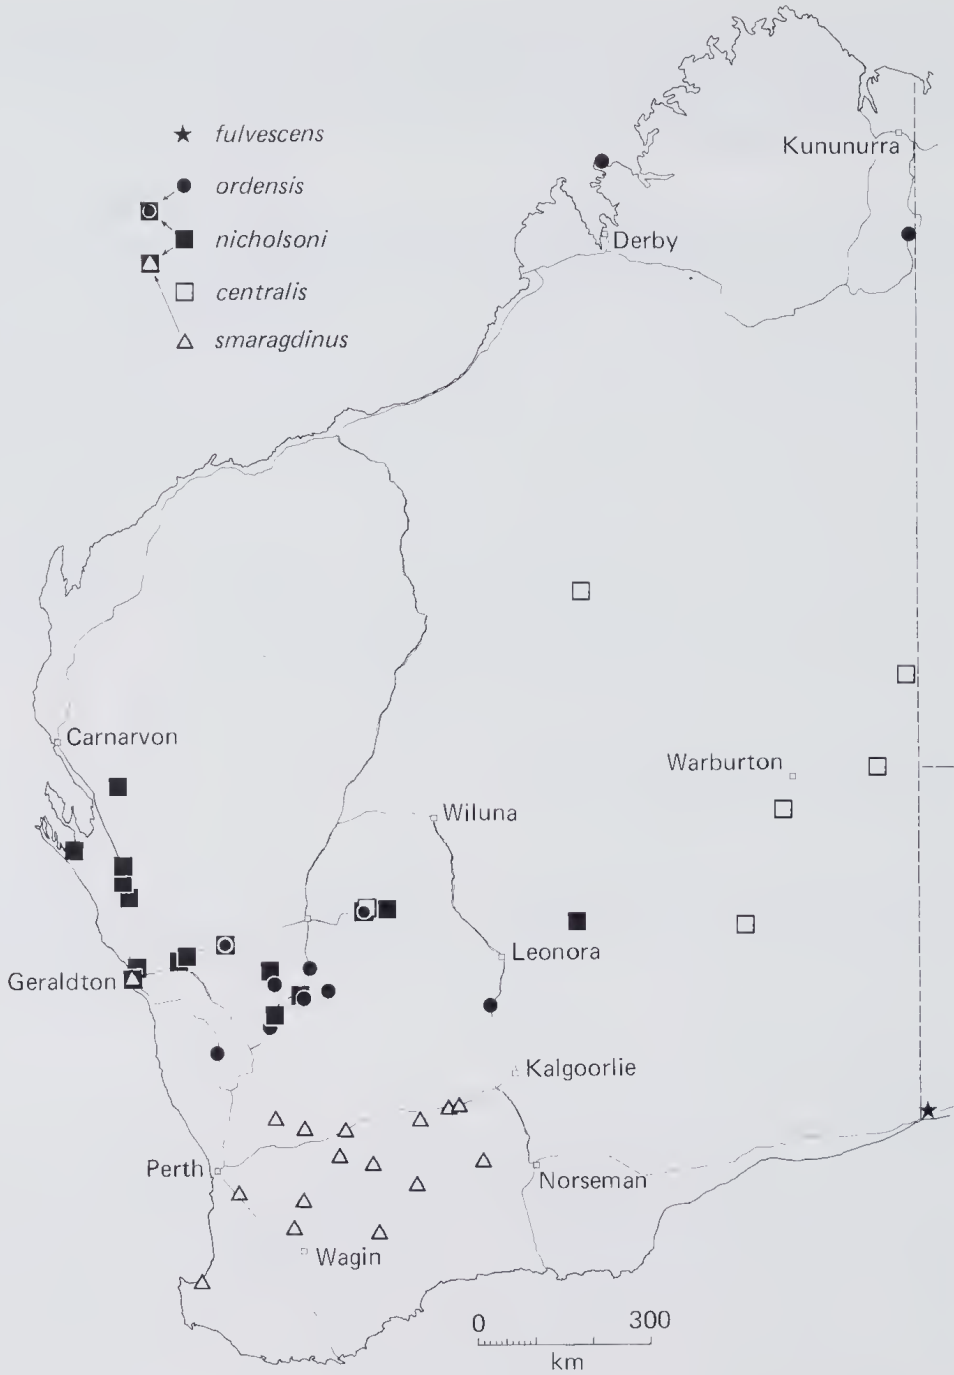 fulvescens
ordensis
nicholsoni
centralis
smaragdinus
Kununurra
Derby
Carnarvon
Warburton
Wiluna
Leonora
Geraldton
Kalgoorlie
Perth
Norseman
Wagin
0 300
km